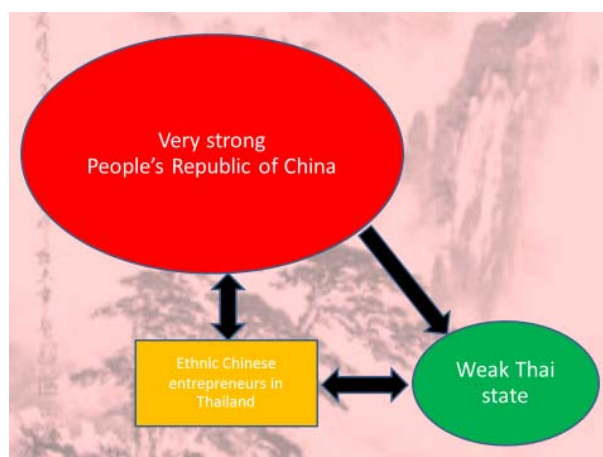 Very strong
People's Republic of China
Ethnic Chinese
entrepreneurs in
Thailand
Weak Thai
state